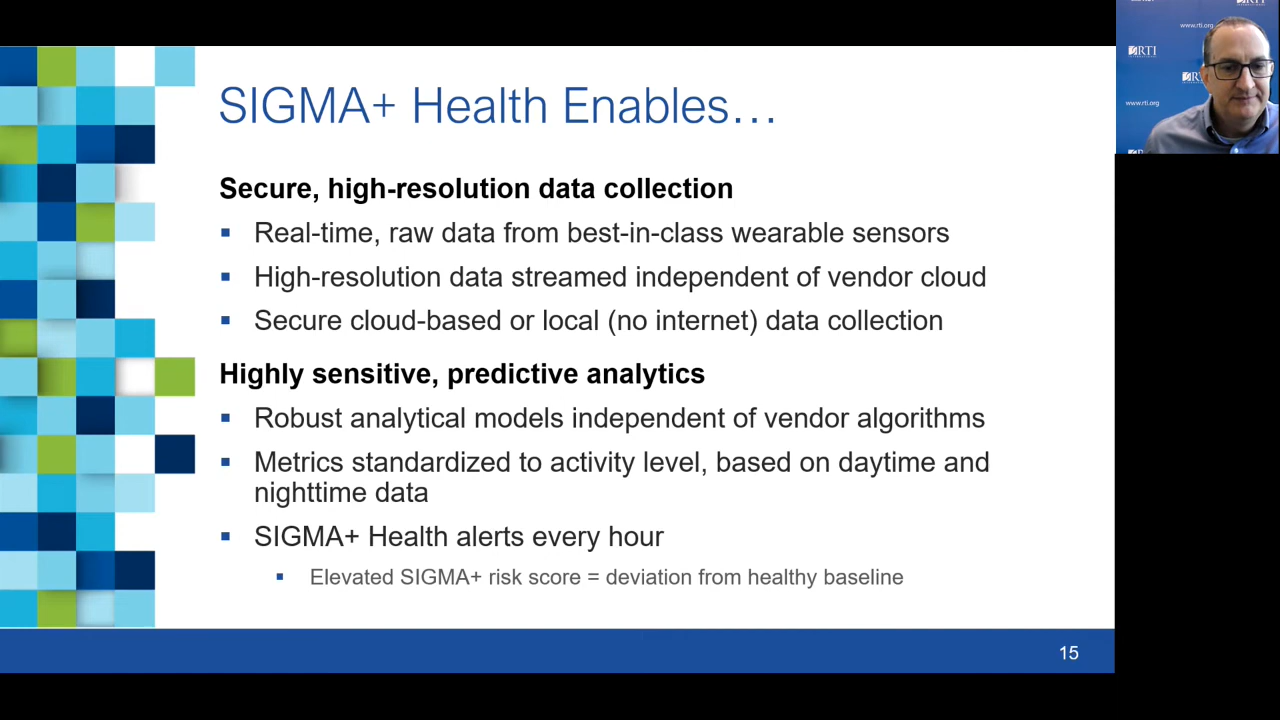 SIGMA+ Health Enables…
Secure, high-resolution data collection
▪ Real-time, raw data from best-in-class wearable sensors
▪ High-resolution data streamed independent of vendor cloud
▪ Secure cloud-based or local (no internet) data collection
Highly sensitive, predictive analytics
▪ Robust analytical models independent of vendor algorithms
▪ Metrics standardized to activity level, based on daytime and
nighttime data
▪ SIGMA+ Health alerts every hour
▪ Elevated SIGMA+ risk score = deviation from healthy baseline
15
www.rti.org
RTI
www.rti.org